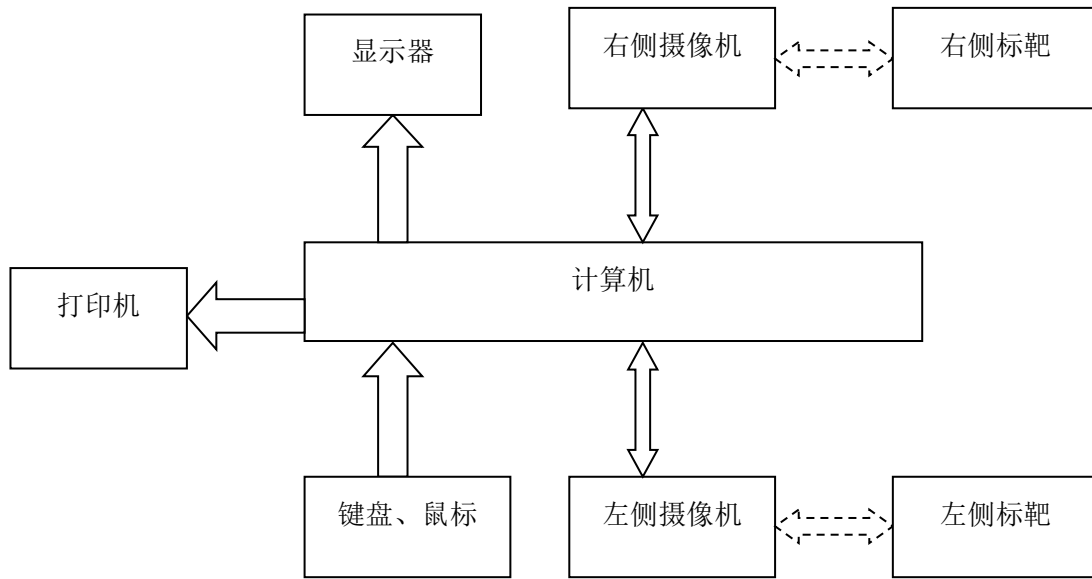 显示器
右侧摄像机
右侧标靶
计算机
打印机
键盘、鼠标
左侧摄像机
左侧标靶